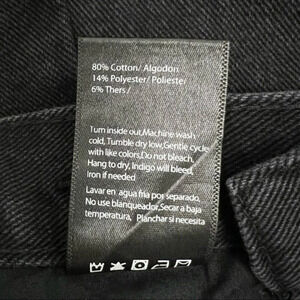 80% Cotton/ Algodon
14% Polyester/ Poliester
6% Thers /
Turn inside out,Machine wash
cold, Tumble dry low,Gentle cycle
with like colors,Do not bleach,
Hang to dry, Indigo will bleed,
Iron if needed
Lavar en agua fria por separado,
No use blanqueador,Secar a baja
temperatura, Planchar si necesita